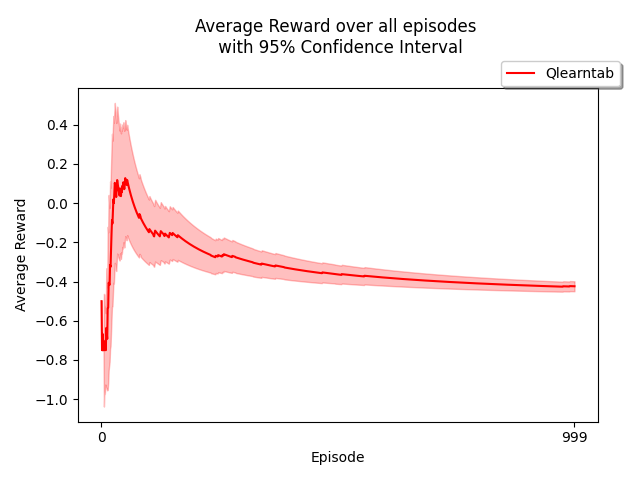 Average Reward over all episodes
with 95% Confidence Interval
Qlearntab
0.4
0.2
0.0
−0.2
−0.4
−0.6
−0.8
−1.0
Average Reward
0 999
Episode